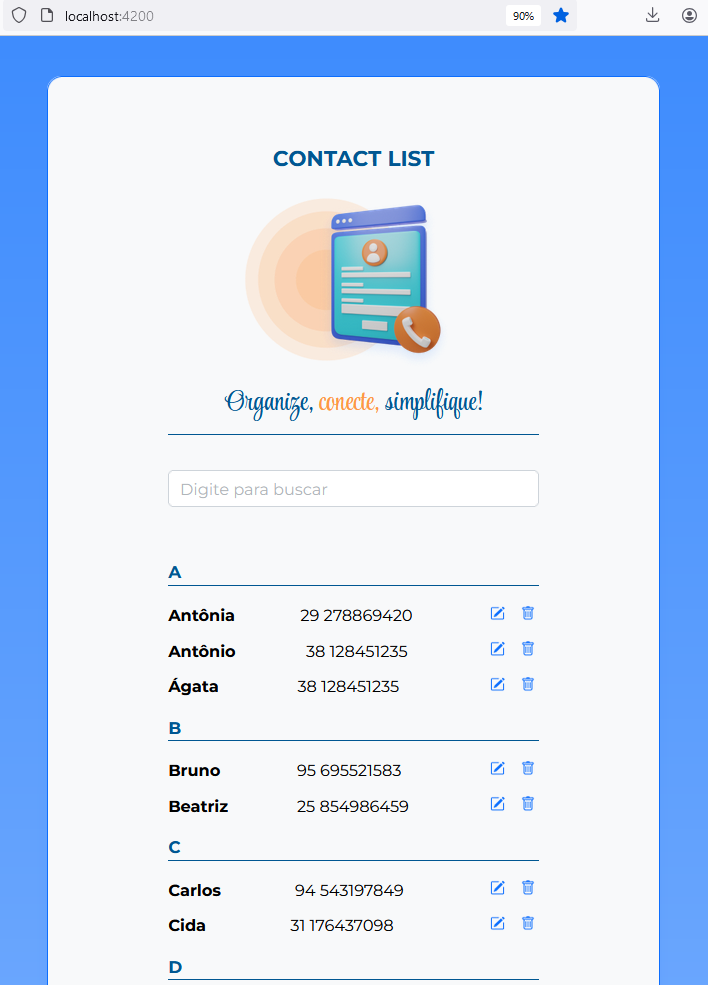 localhost:4200
90%
CONTACT LIST
Organize, conecte, simplifique!
Digite para buscar
A
Antônia 29 278869420
Antônio 38 128451235
Ágata 38 128451235
B
Bruno 95 695521583
Beatriz 25 854986459
C
Carlos 94 543197849
Cida 31 176437098
D